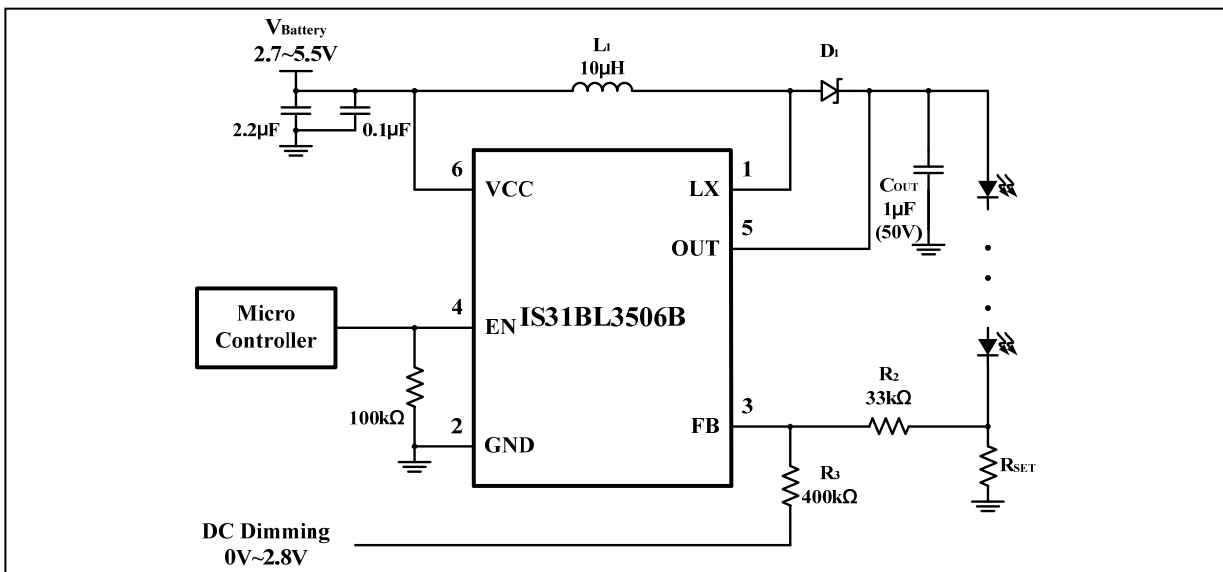 VBattery
2.7~5.5V
L1
10µH
D1
2.2µF
0.1µF
6
VCC
1
LX
COUT
1µF
(50V)
5
OUT
Micro
Controller
4
EN
IS31BL3506B
100kΩ
2
GND
3
FB
R2
33kΩ
RSET
R3
400kΩ
DC Dimming
0V~2.8V